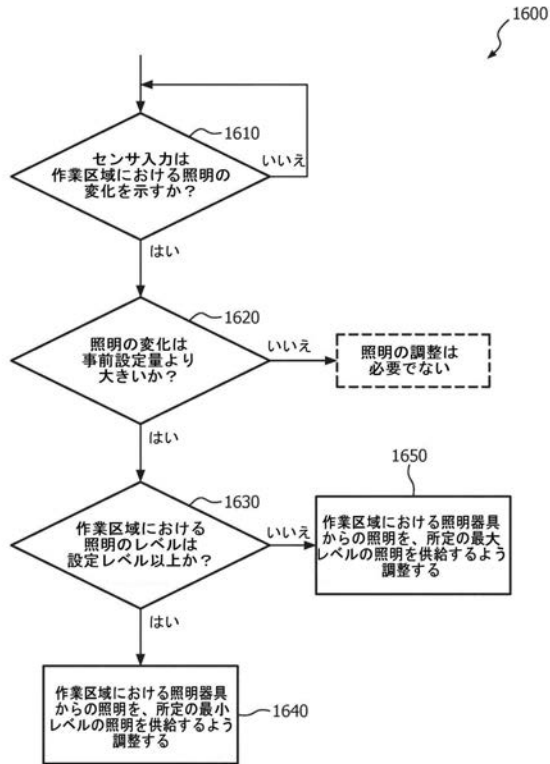 1600
1610
センサ入力は
作業区域における照明の
変化を示すか？
いいえ
はい
1620
照明の変化は
事前設定量より
大きいか？
いいえ
照明の調整は
必要でない
はい
1630
作業区域における
照明のレベルは
設定レベル以上か？
いいえ
1650
作業区域における照明器具
からの照明を、所定の最大
レベルの照明を供給するよう
調整する
はい
作業区域における照明器具
からの照明を、所定の最小
レベルの照明を供給するよう
調整する
1640